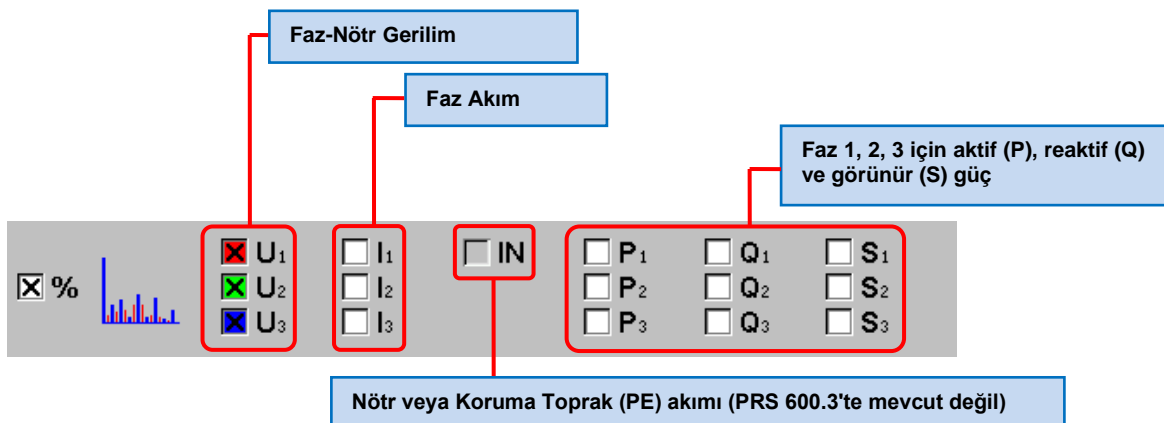 Faz-Nötr Gerilim
Faz Akım
Faz 1, 2, 3 için aktif (P), reaktif (Q)
ve görünür (S) güç
% U1 I1 IN P1 Q1 S1
U2 I2 P2 Q2 S2
U3 I3 P3 Q3 S3
Nötr veya Koruma Toprak (PE) akımı (PRS 600.3'te mevcut değil)